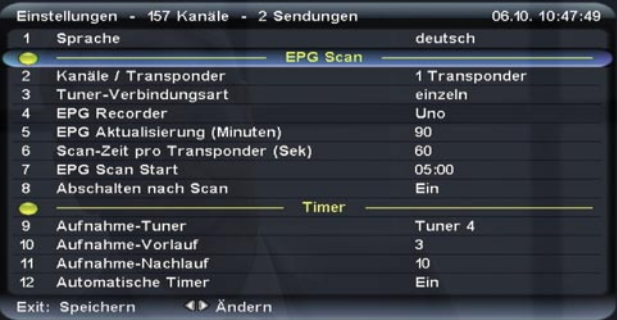 Einstellungen - 157 Kanäle - 2 Sendungen 06.10. 10:47:49
1 Sprache deutsch
EPG Scan
2 Kanäle / Transponder 1 Transponder
3 Tuner-Verbindungsart einzeln
4 EPG Recorder Uno
5 EPG Aktualisierung (Minuten) 90
6 Scan-Zeit pro Transponder (Sek) 60
7 EPG Scan Start 05:00
8 Abschalten nach Scan Ein
Timer
9 Aufnahme-Tuner Tuner 4
10 Aufnahme-Vorlauf 3
11 Aufnahme-Nachlauf 10
12 Automatische Timer Ein
Exit: Speichern Ändern